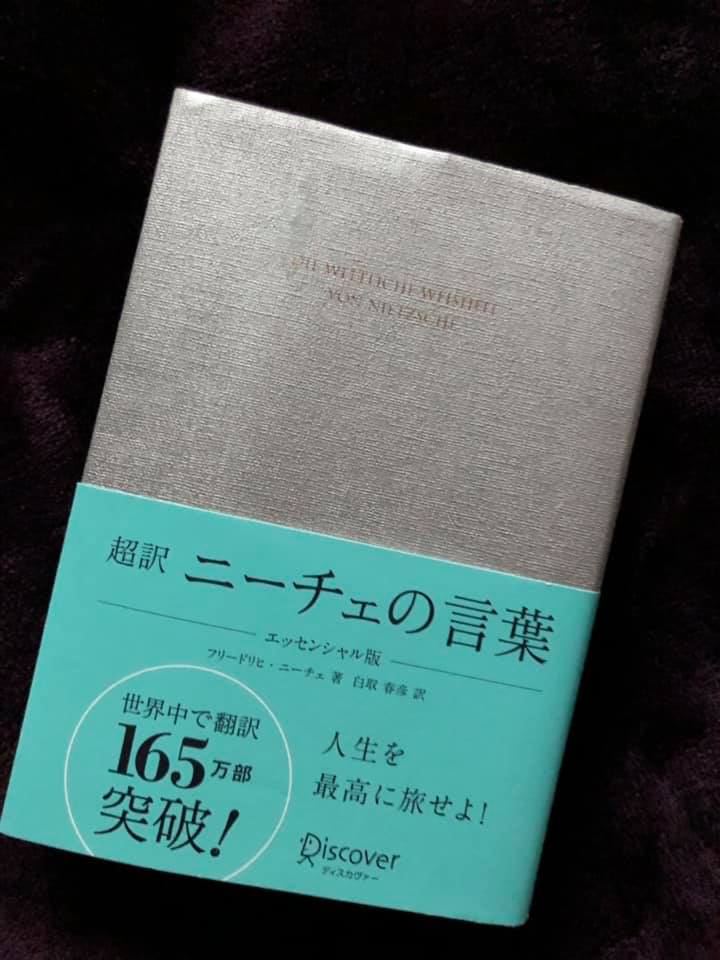 DIE WELTLICHE WEISHEIT
VON NIETZSCHE
超訳 ニーチェの言葉
エッセンシャル版
フリードリヒ・ニーチェ 著 白取 春彦 訳
世界中で翻訳
165万部
突破!
人生を
最高に旅せよ!
Discover
ディスカヴァー